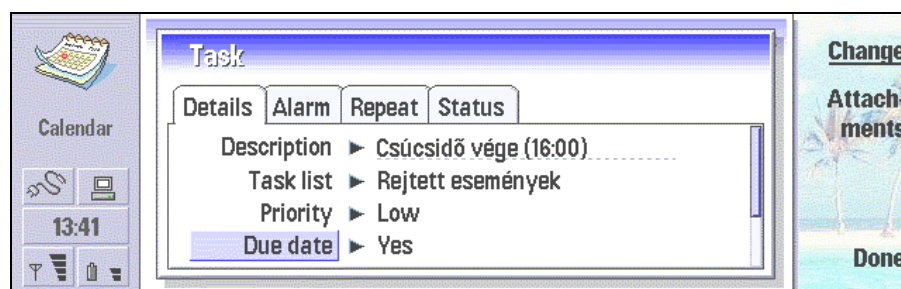 Task
Change
Details Alarm Repeat Status
Attach-
ments
Calendar
Description Csúcsidõ vége (16:00)
Task list Rejtett események
Priority Low
13:41
Due date Yes
Done